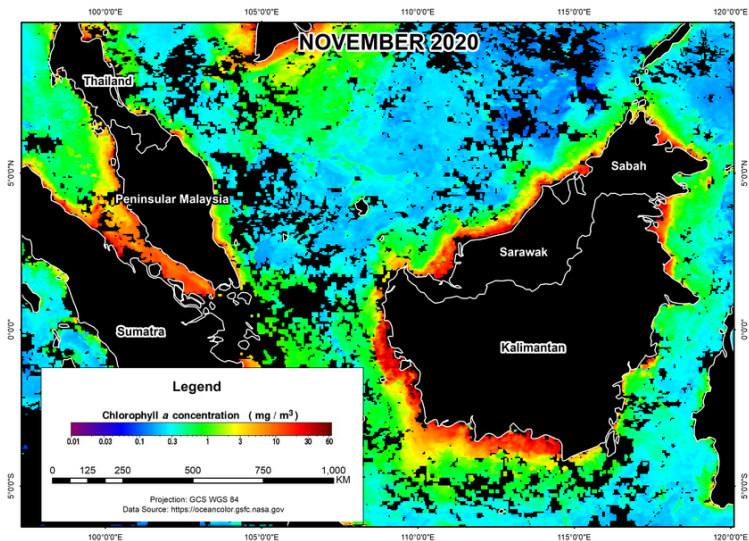 100°0'0"E 105°0'0"E 110°0'0"E 115°0'0"E 120°0'0"E
NOVEMBER 2020
Thailand
5°0'0"N
Peninsular Malaysia
Sabah
5°0'0"N
Sarawak
0°0'0"
Sumatra
Kalimantan
0°0'0"
Legend
Chlorophyll a concentration ( mg / m³)
0.01 0.03 0.1 0.3 1 3 10 30 60
0 125 250 500 750 1,000
KM
Projection: GCS WGS 84
Data Source: https://oceancolor.gsfc.nasa.gov
5°0'0"S
5°0'0"S
100°0'0"E 105°0'0"E 110°0'0"E 115°0'0"E 120°0'0"E